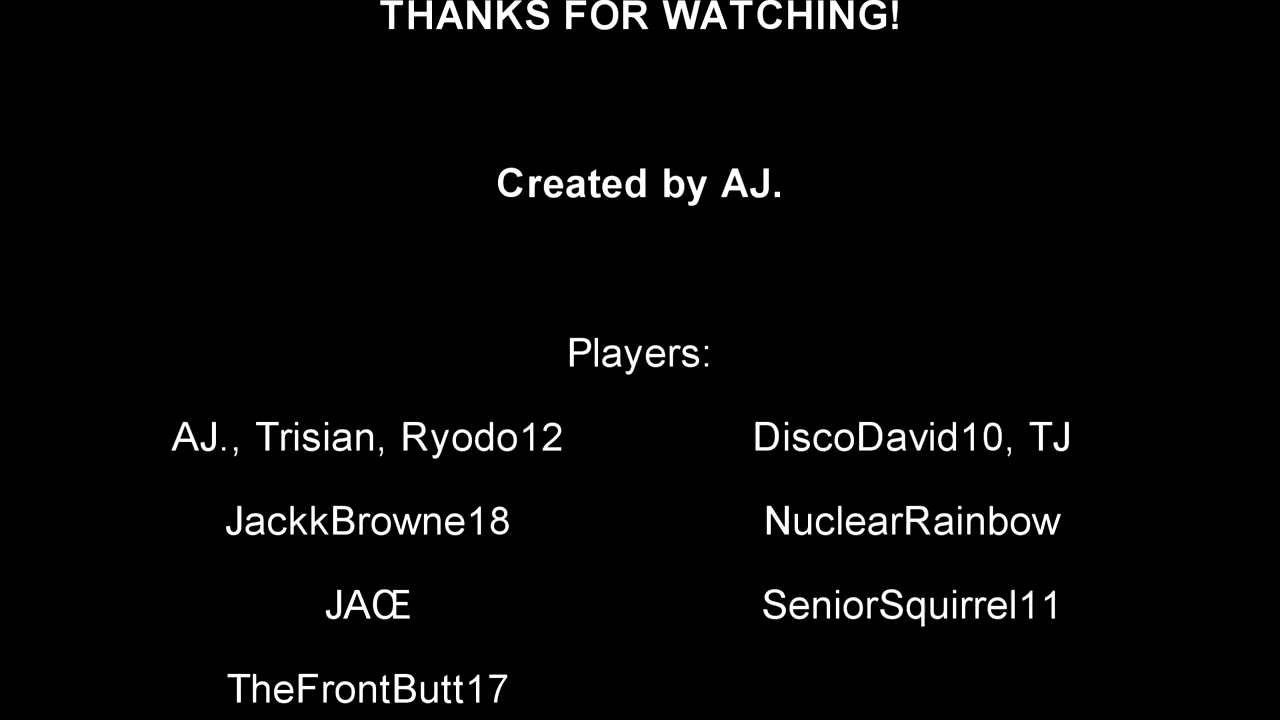 THANKS FOR WATCHING!
Created by AJ.
Players:
AJ., Trisian, Ryodo12 DiscoDavid10, TJ
JackkBrowne18 NuclearRainbow
JAŒ SeniorSquirrel11
TheFrontButt17